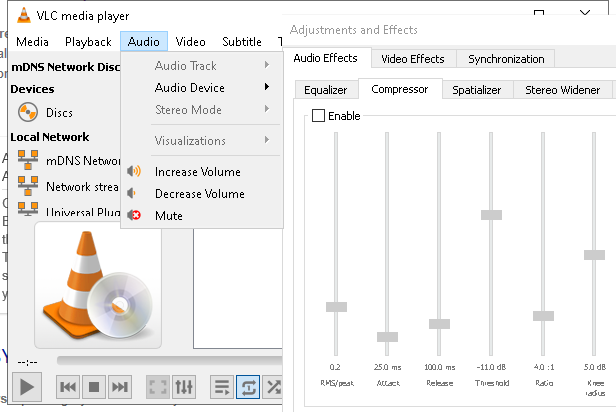 VLC media player
Media Playback Audio Video Subtitle T
mDNS Network Disc
Devices
Discs
Local Network
mDNS Networ
Network strea
Universal Plug
Audio Track
Audio Device
Stereo Mode
Visualizations
Increase Volume
Decrease Volume
Mute
--:--
Adjustments and Effects
Audio Effects Video Effects Synchronization
Equalizer Compressor Spatializer Stereo Widener
Enable
0.2 25.0 ms 100.0 ms -11.0 dB 4.0 :1 5.0 dB
RMS/peak Attack Release Threshold Ratio Knee
radius